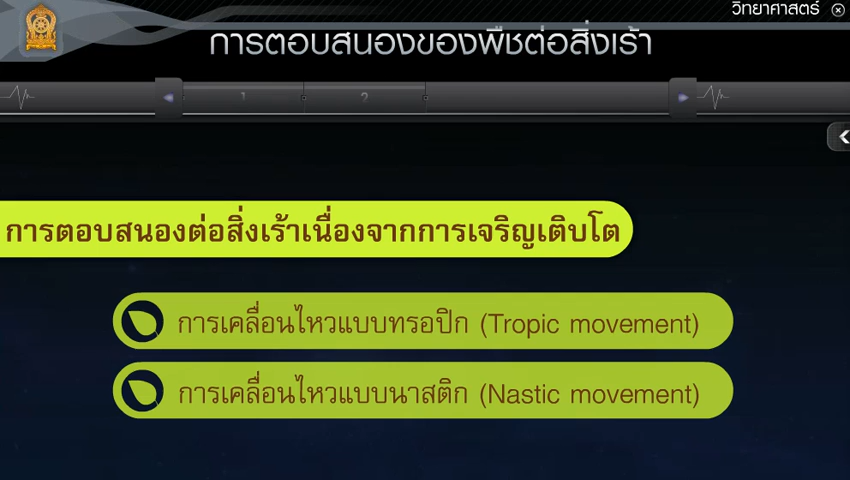 วิทยาศาสตร์
การตอบสนองของพืชต่อสิ่งเร้า
1 2
การตอบสนองต่อสิ่งเร้าเนื่องจากการเจริญเติบโต
การเคลื่อนไหวแบบทรอปิก (Tropic movement)
การเคลื่อนไหวแบบนาสติก (Nastic movement)